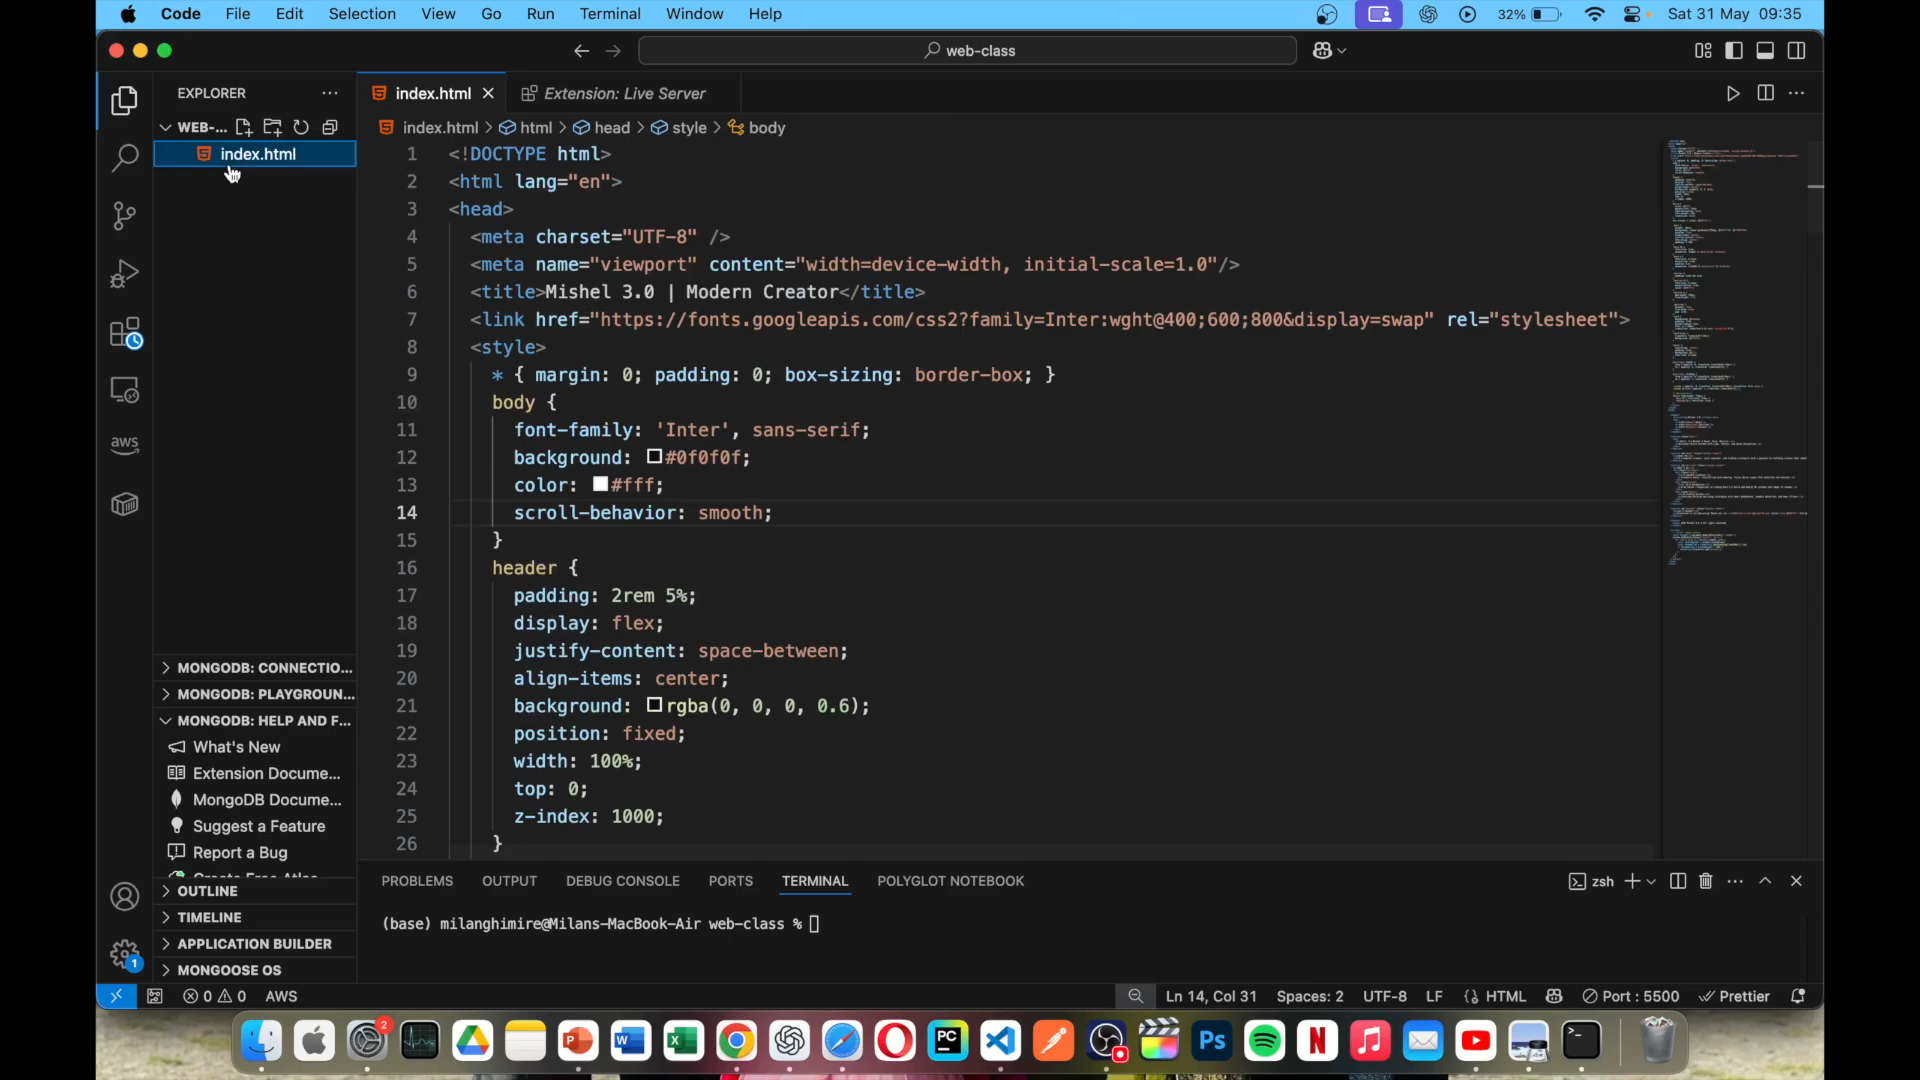 Code File Edit Selection View Go Run Terminal Window Help
32% Sat 31 May 09:35
web-class
EXPLORER
WEB-...
index.html
index.html
Extension: Live Server
index.html > html > head > style > body
1 <!DOCTYPE html>
2 <html lang="en">
3 <head>
4 <meta charset="UTF-8" />
5 <meta name="viewport" content="width=device-width, initial-scale=1.0"/>
6 <title>Mishel 3.0 | Modern Creator</title>
7 <link href="https://fonts.googleapis.com/css2?family=Inter:wght@400;600;800&display=swap" rel="stylesheet">
8 <style>
9 * { margin: 0; padding: 0; box-sizing: border-box; }
10 body {
11 font-family: 'Inter', sans-serif;
12 background: #0f0f0f;
13 color: #fff;
14 scroll-behavior: smooth;
15 }
16 header {
17 padding: 2rem 5%;
18 display: flex;
19 justify-content: space-between;
20 align-items: center;
21 background: rgba(0, 0, 0, 0.6);
22 position: fixed;
23 width: 100%;
24 top: 0;
25 z-index: 1000;
26 }
aws
MONGODB: CONNECTIO...
MONGODB: PLAYGROUN...
MONGODB: HELP AND F...
What's New
Extension Docume...
MongoDB Docume...
Suggest a Feature
Report a Bug
OUTLINE
TIMELINE
APPLICATION BUILDER
MONGOOSE OS
PROBLEMS OUTPUT DEBUG CONSOLE PORTS TERMINAL POLYGLOT NOTEBOOK
zsh
(base) milanghimire@Milans-MacBook-Air web-class %
1
0 0 AWS
Ln 14, Col 31 Spaces: 2 UTF-8 LF HTML Port : 5500 Prettier
2
P W X PC Ps N